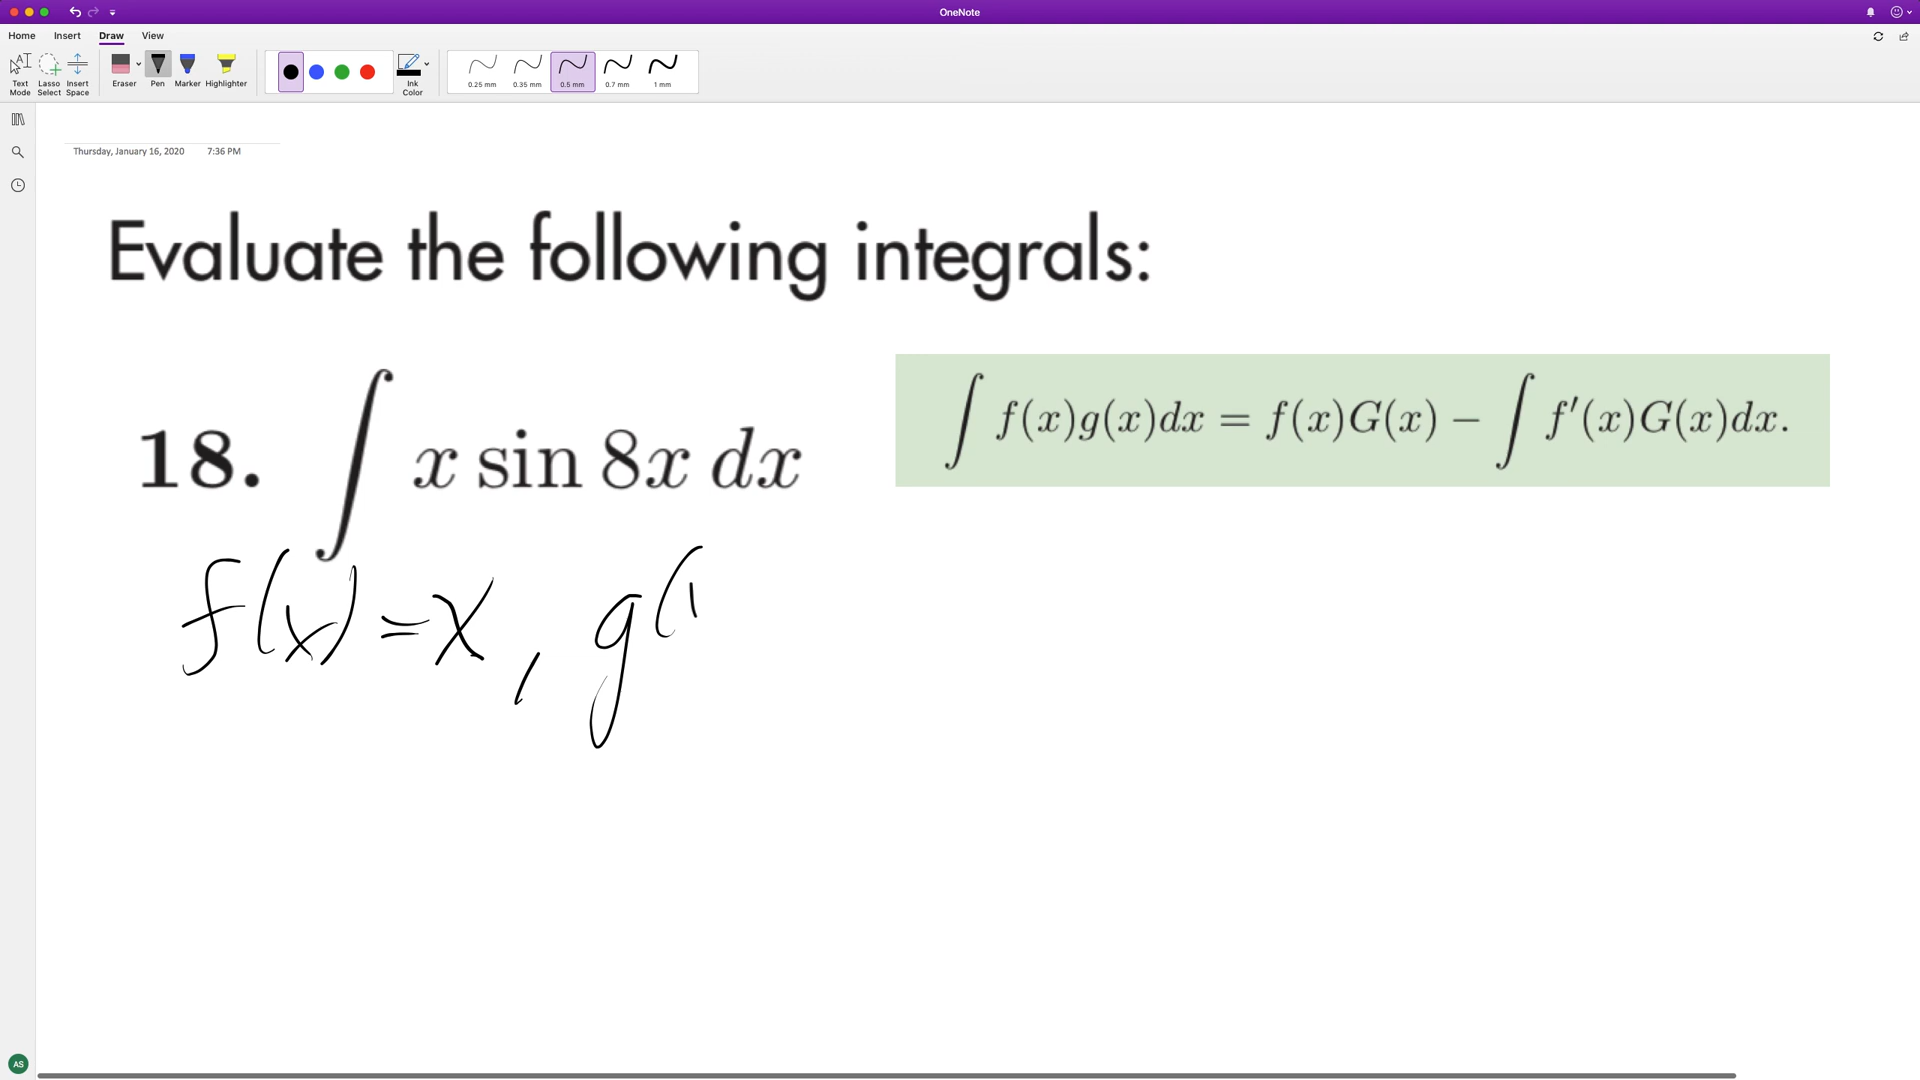 OneNote
Home Insert Draw View
Text Mode Lasso Select Insert Space Eraser Pen Marker Highlighter Ink Color 0.25 mm 0.35 mm 0.5 mm 0.7 mm 1 mm
Thursday, January 16, 2020 7:36 PM
Evaluate the following integrals:
∫ f(x)g(x)dx = f(x)G(x) − ∫ f′(x)G(x)dx.
18. ∫ x sin 8x dx
f(x) = x , g(
AS